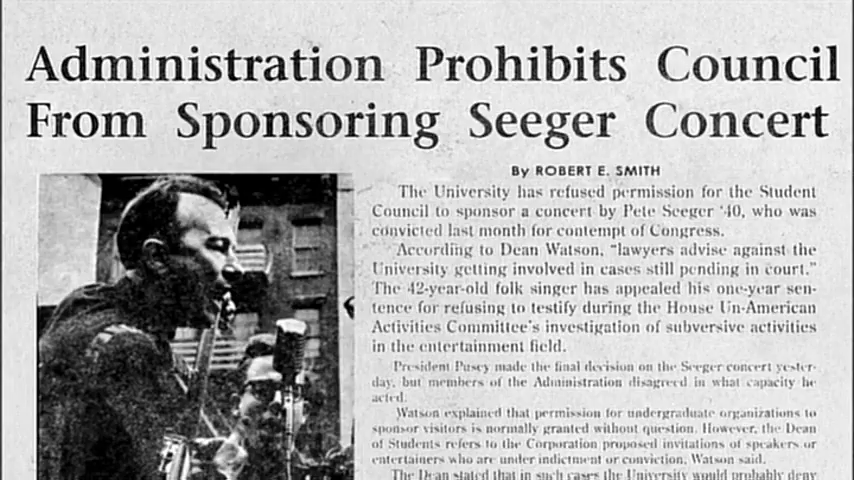 Administration Prohibits Council
From Sponsoring Seeger Concert
By ROBERT E. SMITH
The University has refused permission for the Student
Council to sponsor a concert by Pete Seeger '40, who was
convicted last month for contempt of Congress.
According to Dean Watson, "lawyers advise against the
University getting involved in cases still pending in court."
The 42-year-old folk singer has appealed his one-year sen-
tence for refusing to testify during the House Un-American
Activities Committee's investigation of subversive activities
in the entertainment field.
President Pusey made the final decision on the Seeger concert yester-
day, but members of the Administration disagreed in what capacity he
acted.
Watson explained that permission for undergraduate organizations to
sponsor visitors is normally granted without question. However, the Dean
of Students refers to the Corporation proposed invitations of speakers or
entertainers who are under indictment or conviction, Watson said.
The Dean stated that in such cases the University would probably deny